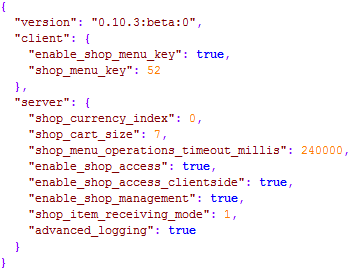 {
  "version": "0.10.3:beta:0",
  "client": {
    "enable_shop_menu_key": true,
    "shop_menu_key": 52
  },
  "server": {
    "shop_currency_index": 0,
    "shop_cart_size": 7,
    "shop_menu_operations_timeout_millis": 240000,
    "enable_shop_access": true,
    "enable_shop_access_clientside": true,
    "enable_shop_management": true,
    "shop_item_receiving_mode": 1,
    "advanced_logging": true
  }
}